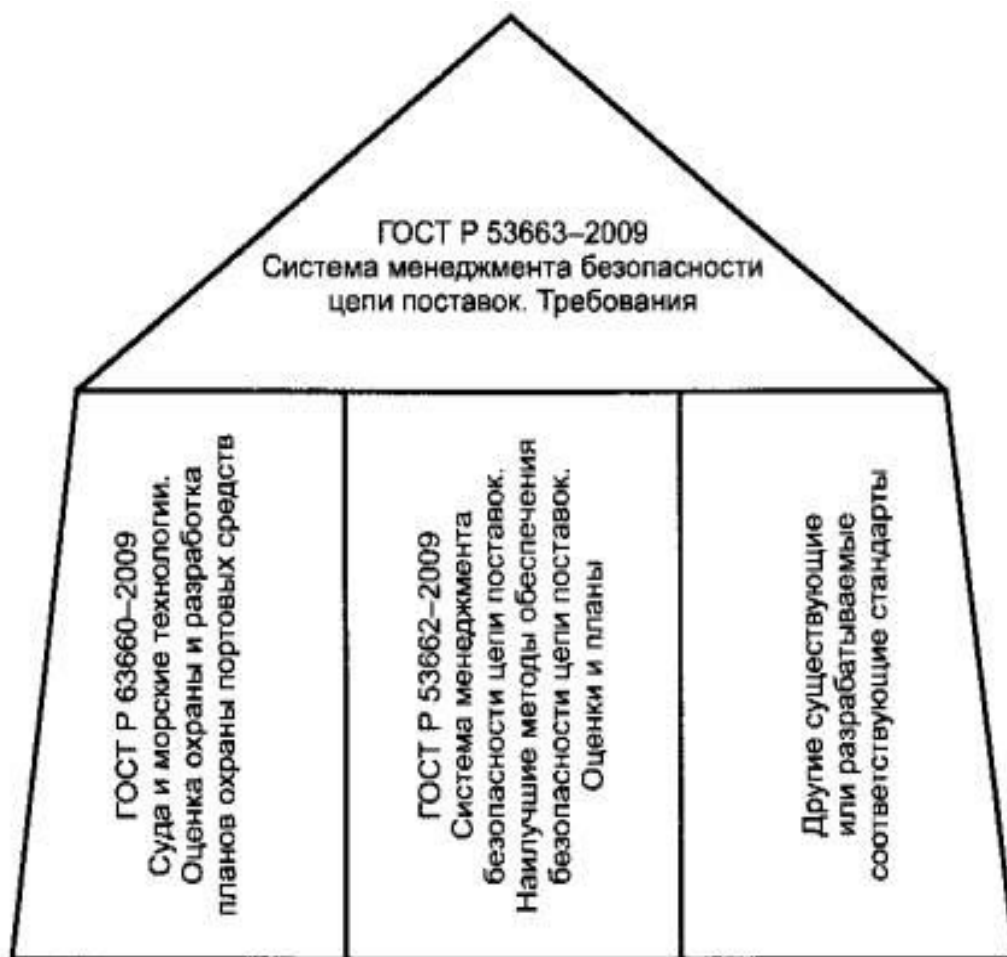 ГОСТ Р 53663–2009
Система менеджмента безопасности
цепи поставок. Требования
ГОСТ Р 63660–2009
Суда и морские технологии.
Оценка охраны и разработка
планов охраны портовых средств
ГОСТ Р 53662–2009
Система менеджмента
безопасности цепи поставок.
Наилучшие методы обеспечения
безопасности цепи поставок.
Оценки и планы
Другие существующие
или разрабатываемые
соответствующие стандарты